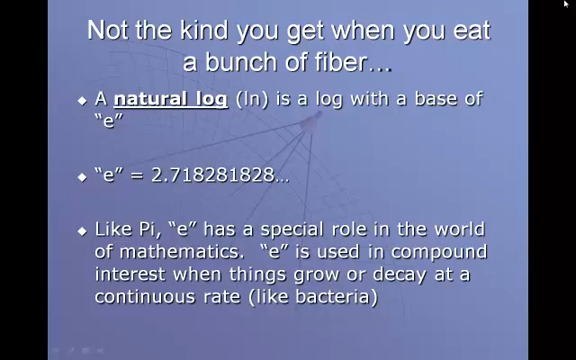 Not the kind you get when you eat
a bunch of fiber…
◆ A natural log (ln) is a log with a base of
"e"
◆ "e" = 2.718281828…
◆ Like Pi, "e" has a special role in the world
of mathematics.  "e" is used in compound
interest when things grow or decay at a
continuous rate (like bacteria)